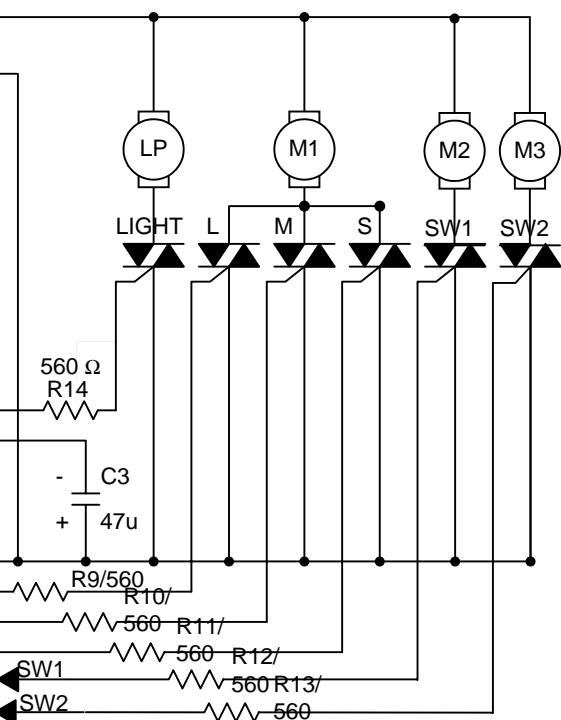 LP
M1
M2
M3
LIGHT
L
M
S
SW1
SW2
560 Ω
R14
-
C3
+
47u
R9/560
R10/
560
R11/
560
R12/
560
R13/
560
SW1
SW2